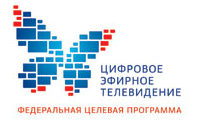 ЦИФРОВОЕ
ЭФИРНОЕ
ТЕЛЕВИДЕНИЕ
ФЕДЕРАЛЬНАЯ ЦЕЛЕВАЯ ПРОГРАММА